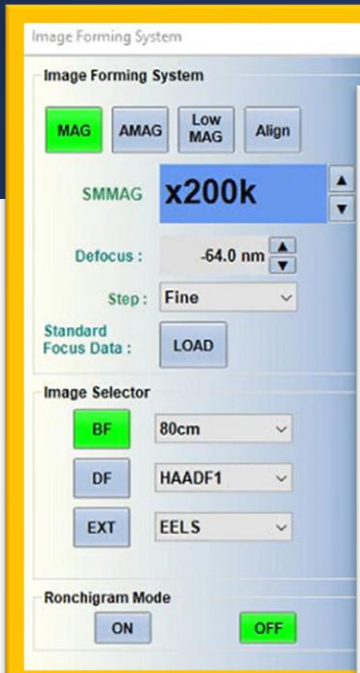 Image Forming System
Image Forming System
MAG AMAG Low MAG Align
SMMAG x200k
Defocus : -64.0 nm
Step : Fine
Standard Focus Data : LOAD
Image Selector
BF 80cm
DF HAADF1
EXT EELS
Ronchigram Mode
ON OFF